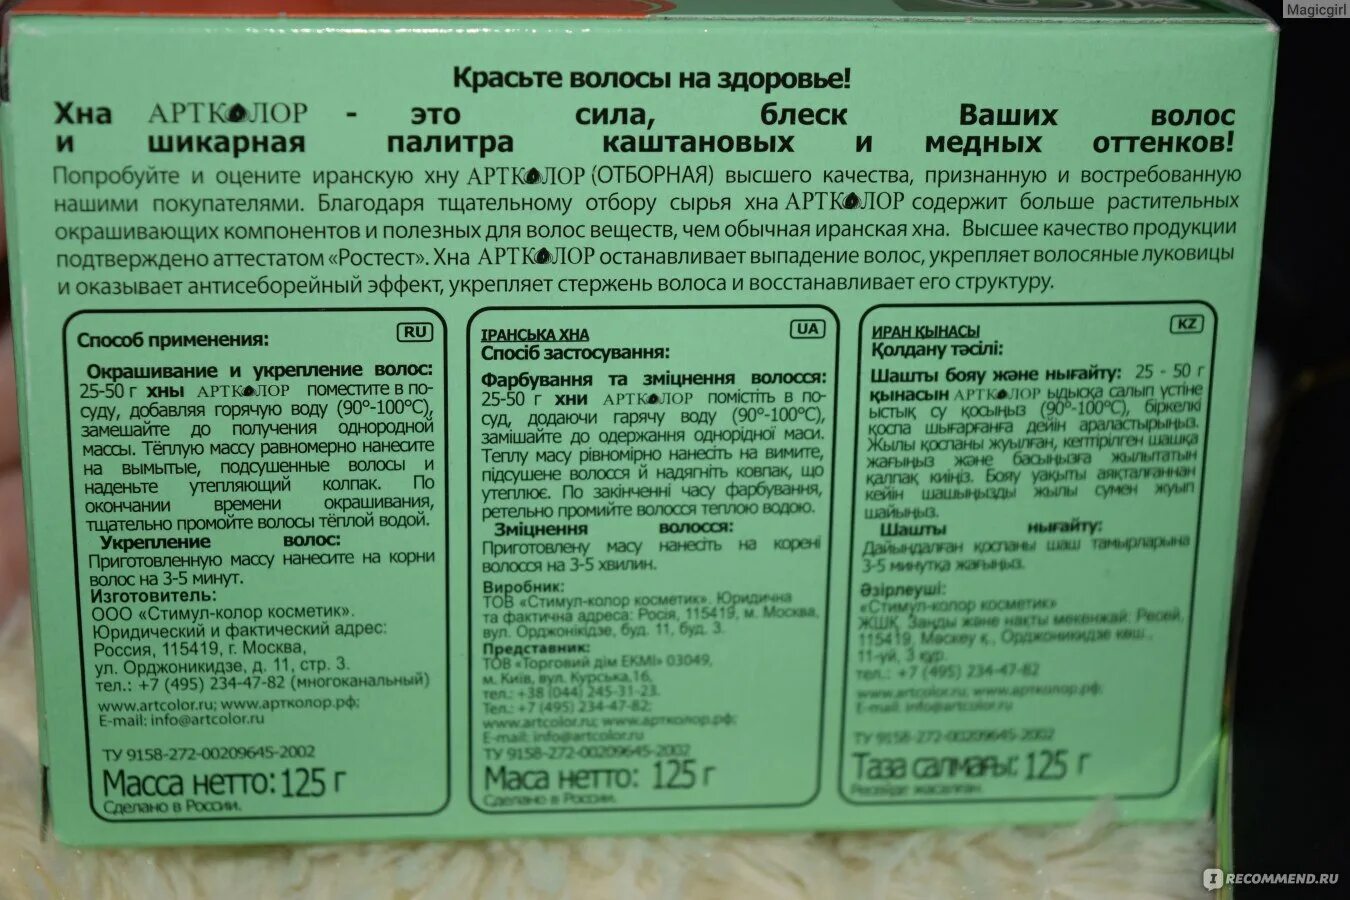 Magicgirl
Красьте волосы на здоровье!
Хна АРТКОЛОР - это сила, блеск Ваших волос
и шикарная палитра каштановых и медных оттенков!
Попробуйте и оцените иранскую хну АРТКОЛОР (ОТБОРНАЯ) высшего качества, признанную и востребованную
нашими покупателями. Благодаря тщательному отбору сырья хна АРТКОЛОР содержит больше растительных
окрашивающих компонентов и полезных для волос веществ, чем обычная иранская хна. Высшее качество продукции
подтверждено аттестатом «Ростест». Хна АРТКОЛОР останавливает выпадение волос, укрепляет волосяные луковицы
и оказывает антисеборейный эффект, укрепляет стержень волоса и восстанавливает его структуру.
Способ применения: RU
Окрашивание и укрепление волос:
25-50 г хны АРТКОЛОР поместите в по-
суду, добавляя горячую воду (90°-100°С),
замешайте до получения однородной
массы. Тёплую массу равномерно нанесите
на вымытые, подсушенные волосы и
наденьте утепляющий колпак. По
окончании времени окрашивания,
тщательно промойте волосы тёплой водой.
Укрепление волос:
Приготовленную массу нанесите на корни
волос на 3-5 минут.
Изготовитель:
ООО «Стимул-колор косметик».
Юридический и фактический адрес:
Россия, 115419, г. Москва,
ул. Орджоникидзе, д. 11, стр. 3.
тел.: +7 (495) 234-47-82 (многоканальный)
www.artcolor.ru; www.артколор.рф;
E-mail: info@artcolor.ru
ТУ 9158-272-00209645-2002
Масса нетто: 125 г
Сделано в России.
ІРАНСЬКА ХНА UA
Спосіб застосування:
Фарбування та зміцнення волосся:
25-50 г хни АРТКОЛОР помістіть в по-
суд, додаючи гарячу воду (90°-100°С),
замішайте до одержання однорідної маси.
Теплу масу рівномірно нанесіть на вимите,
підсушене волосся й надягніть ковпак, що
утеплює. По закінченні часу фарбування,
ретельно промийте волосся теплою водою.
Зміцнення волосся:
Приготовлену масу нанесіть на корені
волосся на 3-5 хвилин.
Виробник:
ТОВ «Стимул-колор косметик». Юридична
та фактична адреса: Росія, 115419, м. Москва,
вул. Орджонікідзе, буд. 11, буд. 3.
Представник:
ТОВ «Торговий дім ЕКМІ» 03049,
м. Київ, вул. Курська,16,
тел.: +38 (044) 245-31-23.
Тел.: +7 (495) 234-47-82;
www.artcolor.ru; www.артколор.рф;
E-mail: info@artcolor.ru
ТУ 9158-272-00209645-2002
Маса нетто: 125 г
Сделано в России.
ИРАН ҚЫНАСЫ KZ
Қолдану тәсілі:
Шашты бояу және нығайту: 25 - 50 г
қынасын АРТКОЛОР ыдысқа салып үстіне
ыстық су қосыңыз (90°-100°С), біркелкі
қоспа шығарғанға дейін араластырыңыз.
Жылы қоспаны жуылған, кептірілген шашқа
жағыңыз және басыңызға жылытатын
қалпақ киіңіз. Бояу уақыты аяқталғаннан
кейін шашыңызды жылы сумен жуып
шайыңыз.
Шашты нығайту:
Дайындалған қоспаны шаш тамырларына
3-5 минутқа жағыңыз.
Әзірлеуші:
«Стимул-колор косметик»
ЖШҚ. Заңды және нақты мекенжай: Ресей,
115419, Мәскеу қ., Орджоникидзе көш.,
11-үй, 3 құр.
тел.: +7 (495) 234-47-82
www.artcolor.ru, www.артколор.рф;
E-mail: info@artcolor.ru
ТУ 9158-272-00209645-2002
Таза салмағы: 125 г
Ресейде жасалған.
IRECOMMEND.RU